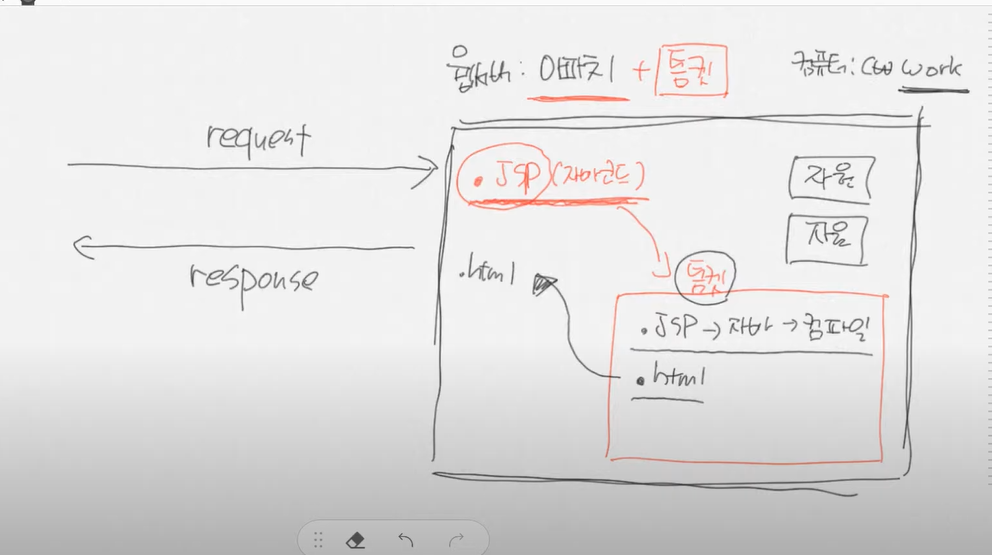 웹서버: 아파치 + 톰캣
컴퓨터: work
request
.JSP (자바코드)
자원
자원
response
.html
톰캣
.JSP → 자바 → 컴파일
.html